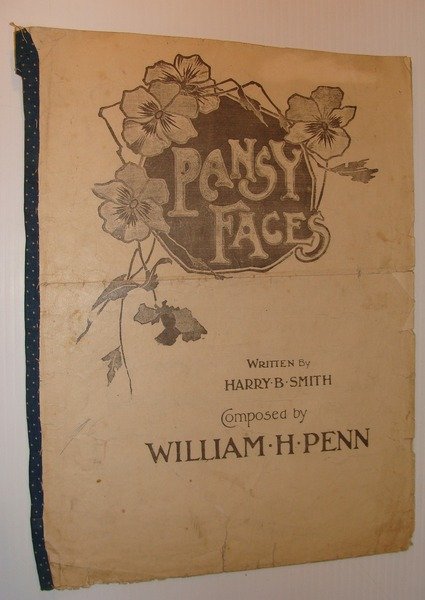 PANSY
FACES
WRITTEN BY
HARRY·B·SMITH
Composed by
WILLIAM·H·PENN